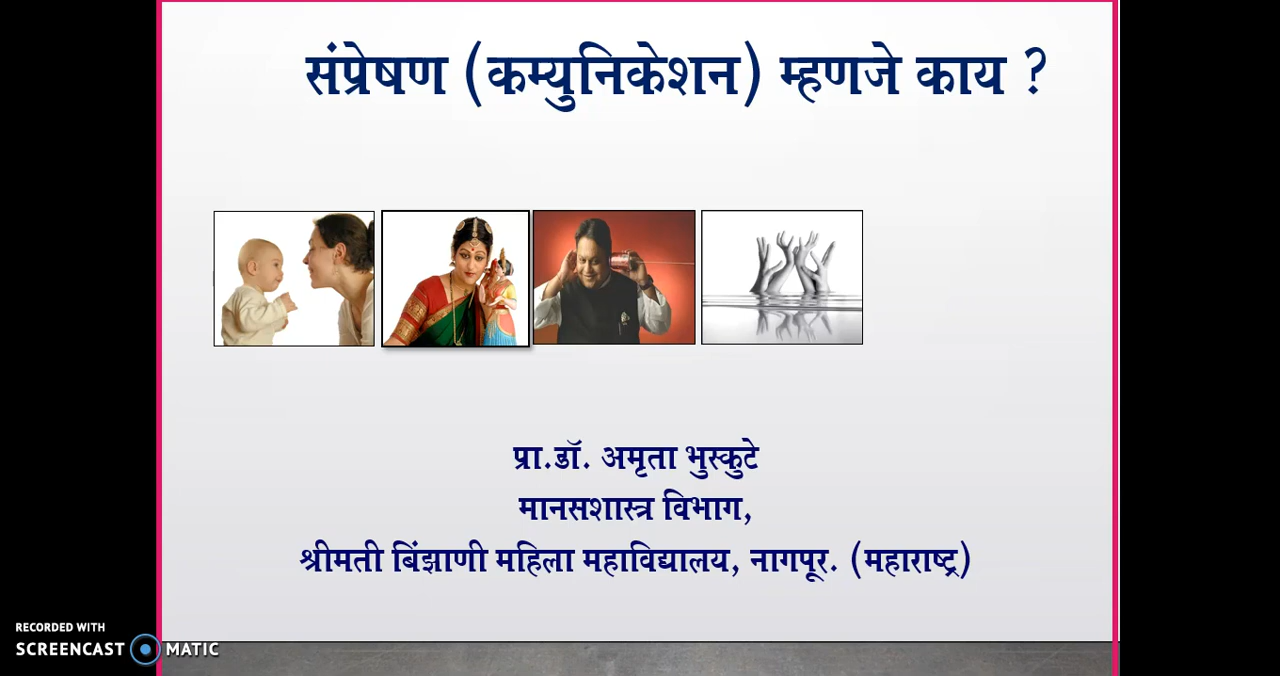 संप्रेषण (कम्युनिकेशन) म्हणजे काय ?
प्रा.डॉ. अमृता भुस्कुटे
मानसशास्त्र विभाग,
श्रीमती बिंझाणी महिला महाविद्यालय, नागपूर. (महाराष्ट्र)
RECORDED WITH
SCREENCAST MATIC